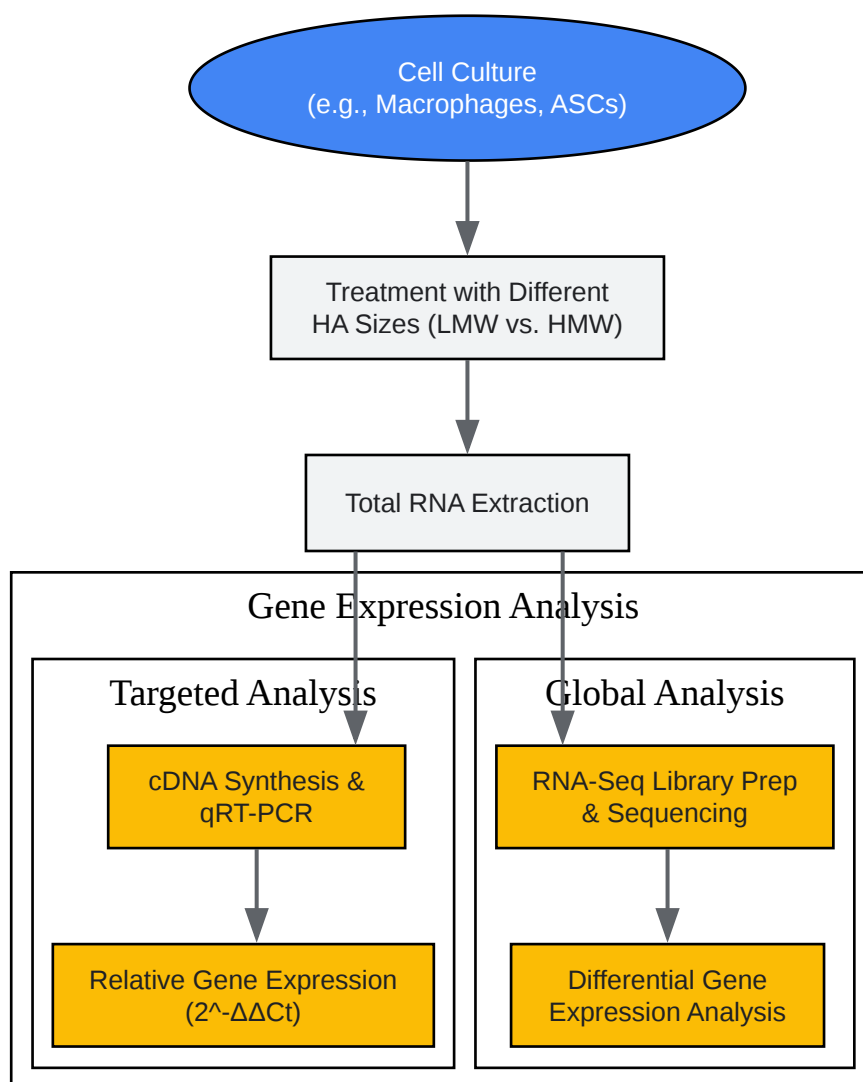 Cell Culture
(e.g., Macrophages, ASCs)
Treatment with Different
HA Sizes (LMW vs. HMW)
Total RNA Extraction
Gene Expression Analysis
Targeted Analysis
cDNA Synthesis &
qRT-PCR
Relative Gene Expression
(2^-ΔΔCt)
Global Analysis
RNA-Seq Library Prep
& Sequencing
Differential Gene
Expression Analysis